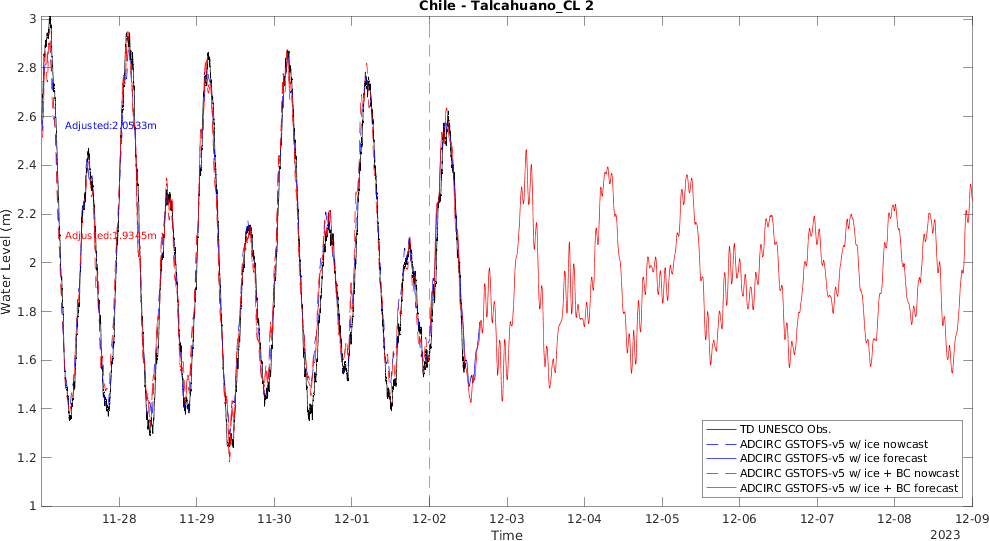 Chile - Talcahuano_CL 2
Water Level (m)
3
2.8
2.6
2.4
2.2
2
1.8
1.6
1.4
1.2
1
Adjusted:2.0533m
Adjusted:1.9345m
TD UNESCO Obs.
ADCIRC GSTOFS-v5 w/ ice nowcast
ADCIRC GSTOFS-v5 w/ ice forecast
ADCIRC GSTOFS-v5 w/ ice + BC nowcast
ADCIRC GSTOFS-v5 w/ ice + BC forecast
11-28 11-29 11-30 12-01 12-02 12-03 12-04 12-05 12-06 12-07 12-08 12-09
Time
2023